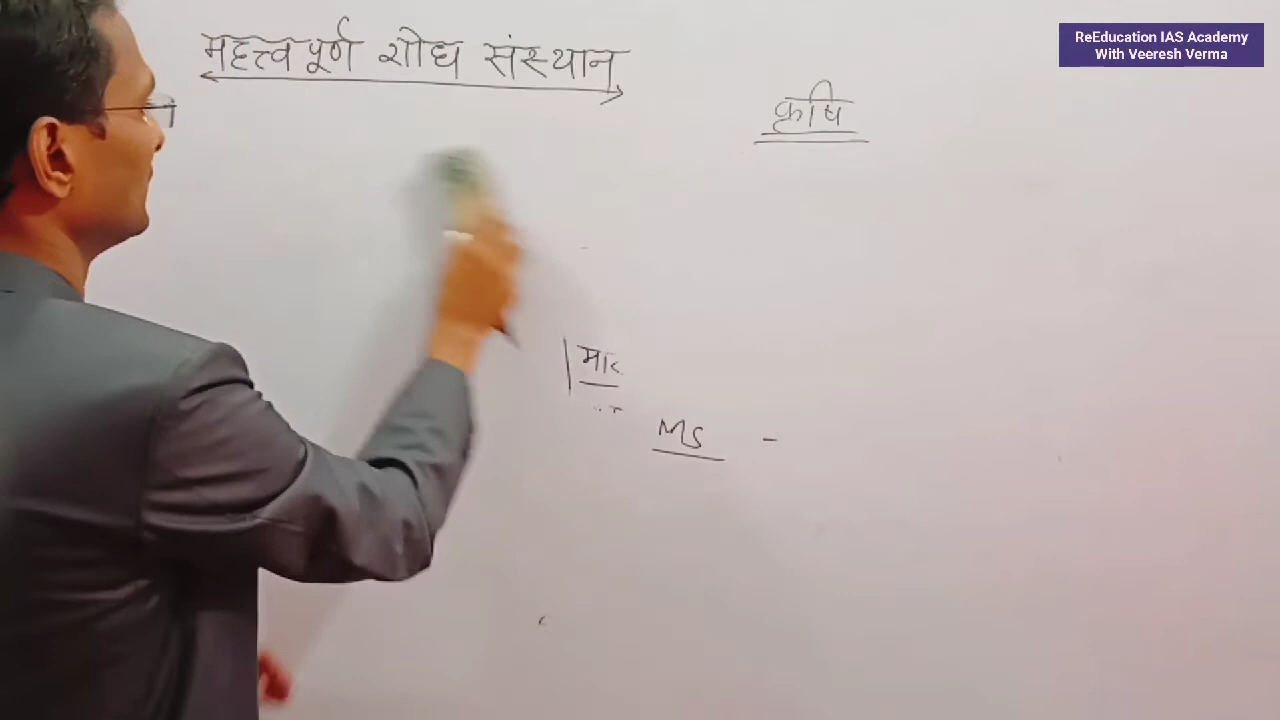 महत्त्वपूर्ण शोध संस्थान
ReEducation IAS Academy
With Veeresh Verma
कृषि
MS -